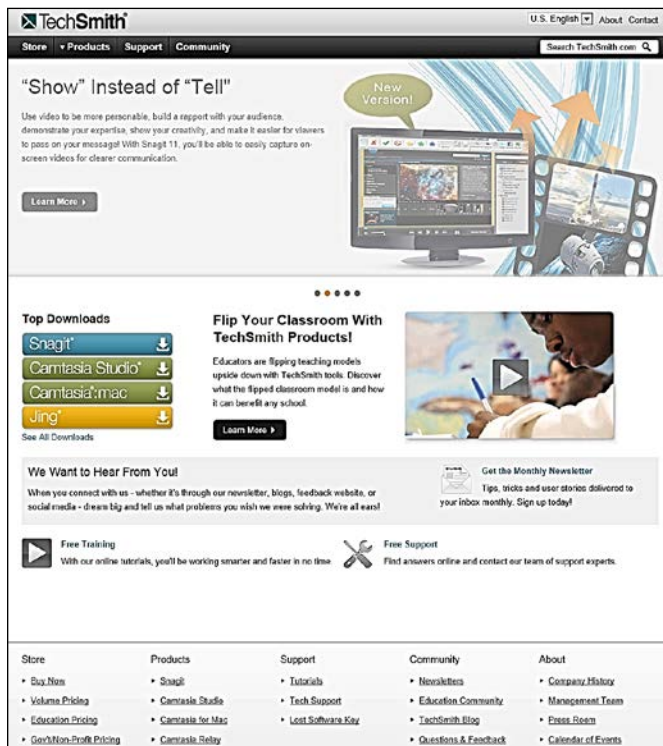 TechSmith®
U.S. English About Contact
Store Products Support Community
Search TechSmith.com
"Show" Instead of "Tell"
Use video to be more personable, build a rapport with your audience,
demonstrate your expertise, show your creativity, and make it easier for viewers
to pass on your message! With Snagit 11, you'll be able to easily capture on-
screen videos for clearer communication.
Learn More
New
Version!
Top Downloads
Snagit®
Camtasia Studio®
Camtasia®:mac
Jing®
See All Downloads
Flip Your Classroom With
TechSmith Products!
Educators are flipping teaching models
upside down with TechSmith tools. Discover
what the flipped classroom model is and how
it can benefit any school.
Learn More
We Want to Hear From You!
When you connect with us - whether it's through our newsletter, blogs, feedback website, or
social media - dream big and tell us what problems you wish we were solving. We're all ears!
Get the Monthly Newsletter
Tips, tricks and user stories delivered to
your inbox monthly. Sign up today!
Free Training
With our online tutorials, you'll be working smarter and faster in no time.
Free Support
Find answers online and contact our team of support experts.
Store
Buy Now
Volume Pricing
Education Pricing
Gov't/Non-Profit Pricing
Products
Snagit
Camtasia Studio
Camtasia for Mac
Camtasia Relay
Support
Tutorials
Tech Support
Lost Software Key
Community
Newsletters
Education Community
TechSmith Blog
Questions & Feedback
About
Company History
Management Team
Press Room
Calendar of Events